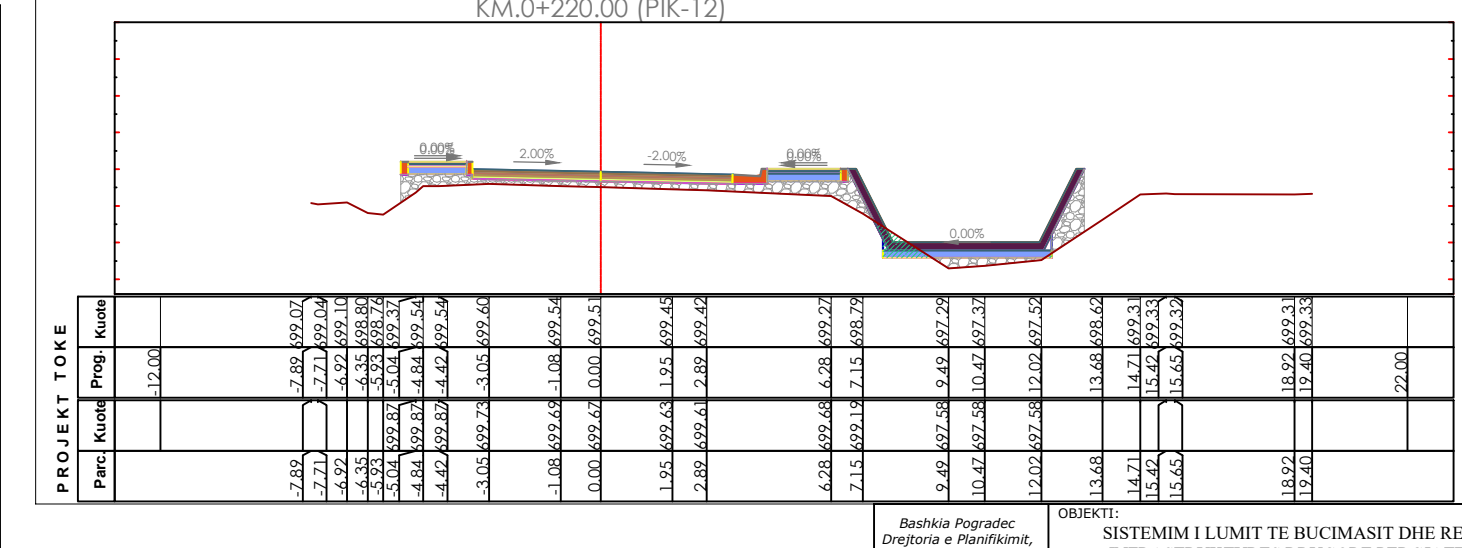 KM.0+220.00 (PIK-12)
0.00%
0.00%
2.00%
-2.00%
0.00%
0.00%
0.00%
PROJEKT TOKE
Kuote 699.07 699.04 699.10 698.80 698.76 699.37 699.54 699.54 699.60 699.54 699.51 699.45 699.42 699.27 698.79 697.29 697.37 697.52 698.62 699.31 699.33 699.32 699.31 699.33
Prog. -12.00 -7.89 -7.71 -6.92 -6.35 -5.93 -5.04 -4.84 -4.42 -3.05 -1.08 0.00 1.95 2.89 6.28 7.15 9.49 10.47 12.02 13.68 14.71 15.42 15.65 18.92 19.40 22.00
Kuote 699.87 699.87 699.87 699.73 699.69 699.67 699.63 699.61 699.68 699.19 697.58 697.58 697.58
Parc. -7.89 -7.71 -6.92 -6.35 -5.93 -5.04 -4.84 -4.42 -3.05 -1.08 0.00 1.95 2.89 6.28 7.15 9.49 10.47 12.02 13.68 14.71 15.42 15.65 18.92 19.40
Bashkia Pogradec
Drejtoria e Planifikimit,
OBJEKTI:
SISTEMIM I LUMIT TE BUCIMASIT DHE RE